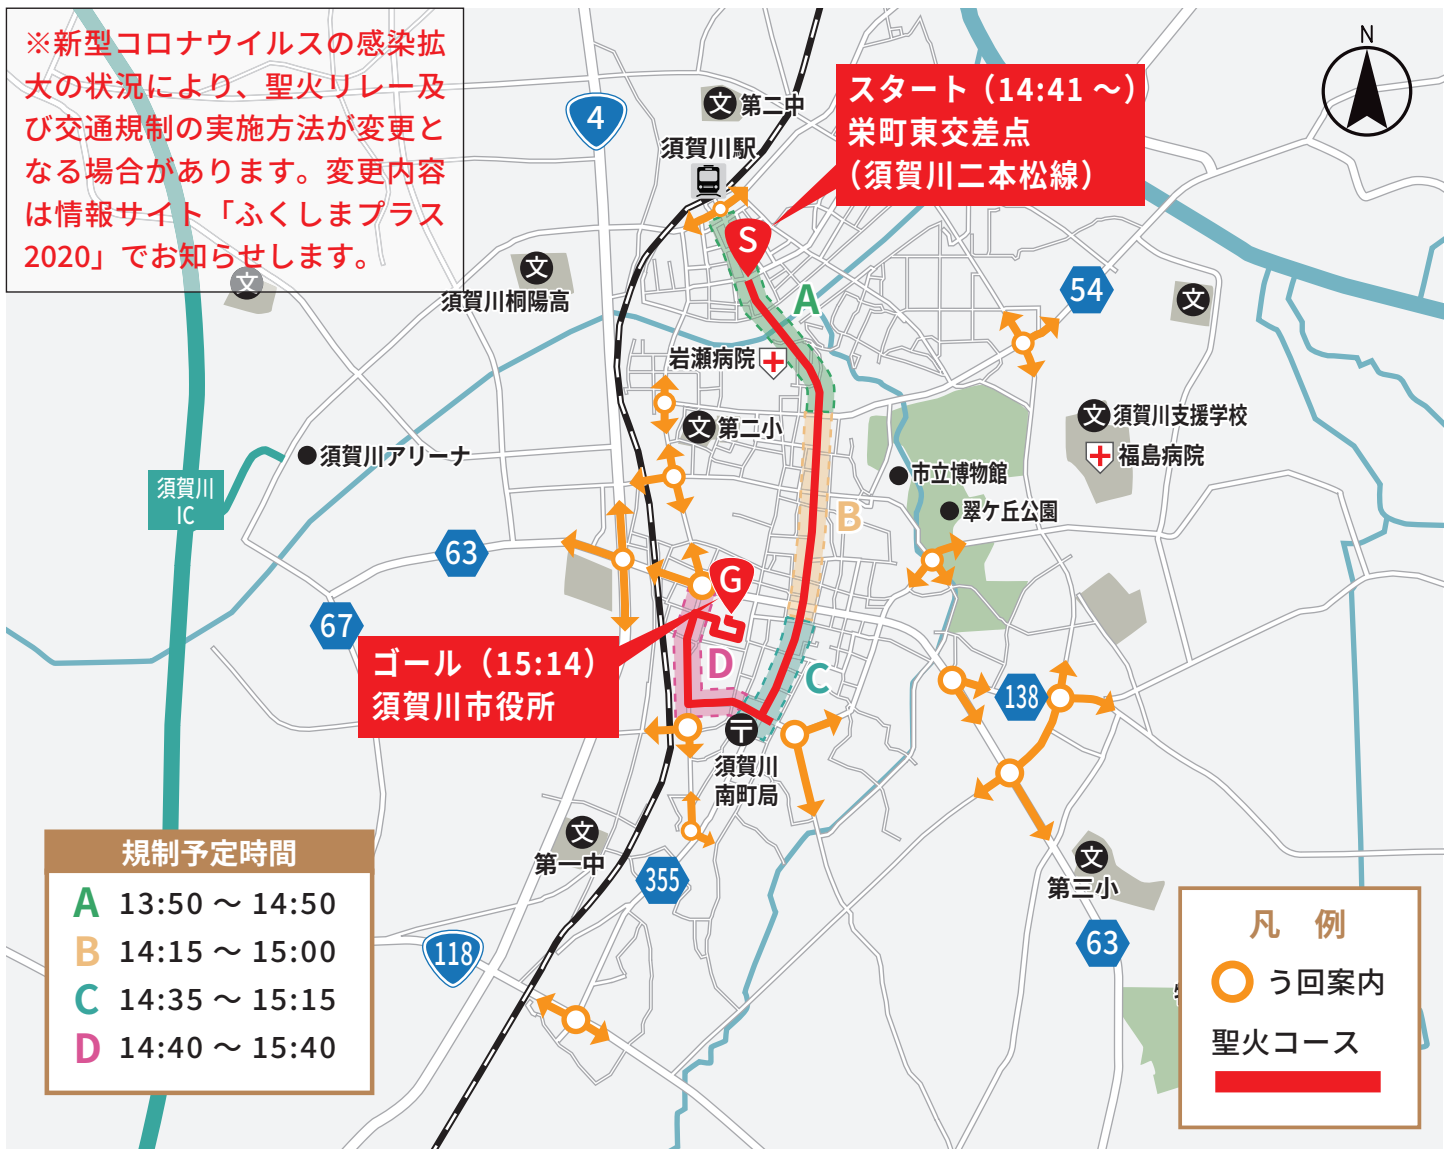 ※新型コロナウイルスの感染拡
大の状況により、聖火リレー及
び交通規制の実施方法が変更と
なる場合があります。変更内容
は情報サイト「ふくしまプラス
2020」でお知らせします。
文
4
文 第二中
須賀川駅
スタート（14:41 ～）
栄町東交差点
（須賀川二本松線）
N
S
文
須賀川桐陽高
A
54
文
岩瀬病院
文 第二小
文 須賀川支援学校
福島病院
須賀川アリーナ
市立博物館
翠ケ丘公園
須賀川
IC
B
63
G
67
ゴール（15:14）
須賀川市役所
D
C
138
〒
須賀川
南町局
文
第一中
355
文
第三小
118
63
規制予定時間
A 13:50 ～ 14:50
B 14:15 ～ 15:00
C 14:35 ～ 15:15
D 14:40 ～ 15:40
凡 例
う回案内
聖火コース